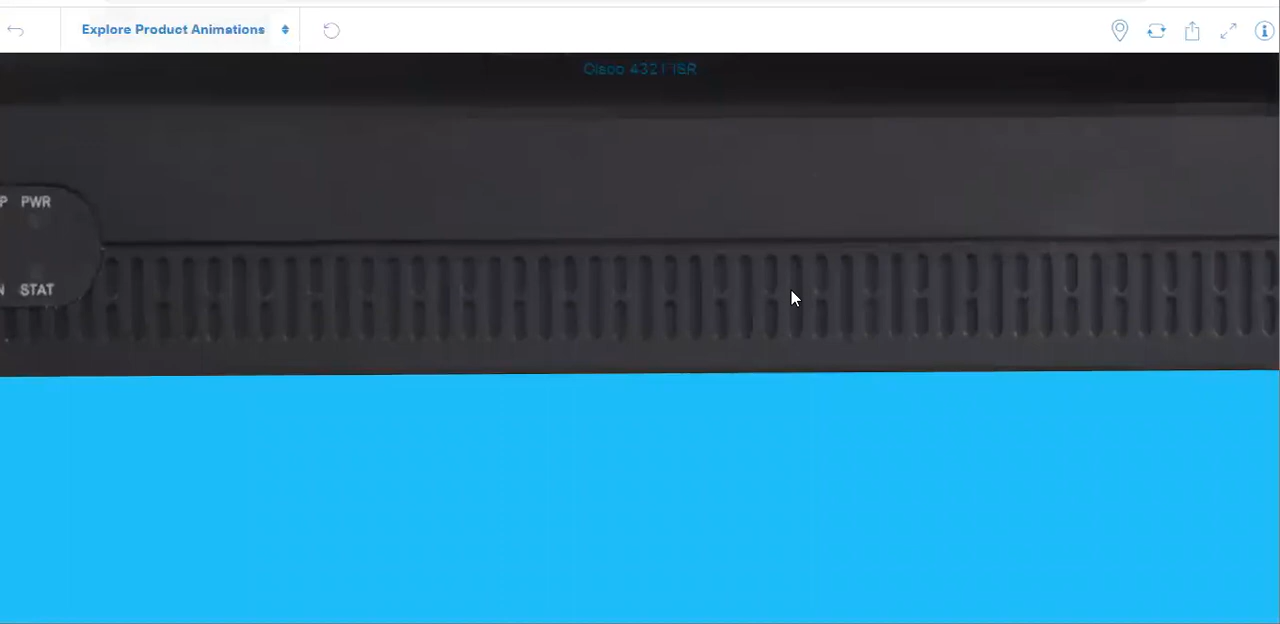 Explore Product Animations
Cisco 4321 ISR
P PWR
N STAT